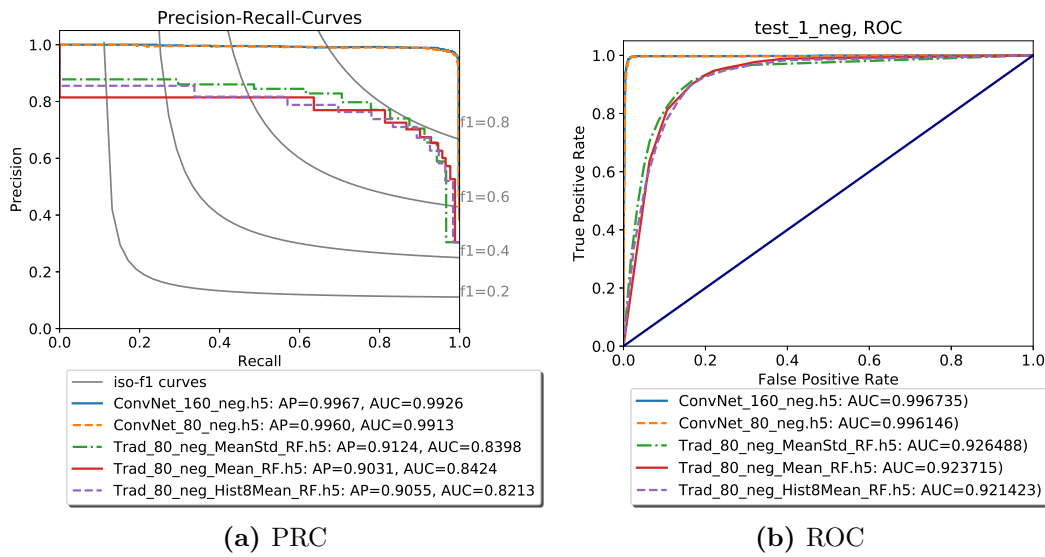 Precision-Recall-Curves
1.0
0.8
0.6
0.4
0.2
0.0
Precision
f1=0.8
f1=0.6
f1=0.4
f1=0.2
0.0 0.2 0.4 0.6 0.8 1.0
Recall
iso-f1 curves
ConvNet_160_neg.h5: AP=0.9967, AUC=0.9926
ConvNet_80_neg.h5: AP=0.9960, AUC=0.9913
Trad_80_neg_MeanStd_RF.h5: AP=0.9124, AUC=0.8398
Trad_80_neg_Mean_RF.h5: AP=0.9031, AUC=0.8424
Trad_80_neg_Hist8Mean_RF.h5: AP=0.9055, AUC=0.8213
(a) PRC
test_1_neg, ROC
1.0
0.8
0.6
0.4
0.2
0.0
True Positive Rate
0.0 0.2 0.4 0.6 0.8 1.0
False Positive Rate
ConvNet_160_neg.h5: AUC=0.996735)
ConvNet_80_neg.h5: AUC=0.996146)
Trad_80_neg_MeanStd_RF.h5: AUC=0.926488)
Trad_80_neg_Mean_RF.h5: AUC=0.923715)
Trad_80_neg_Hist8Mean_RF.h5: AUC=0.921423)
(b) ROC